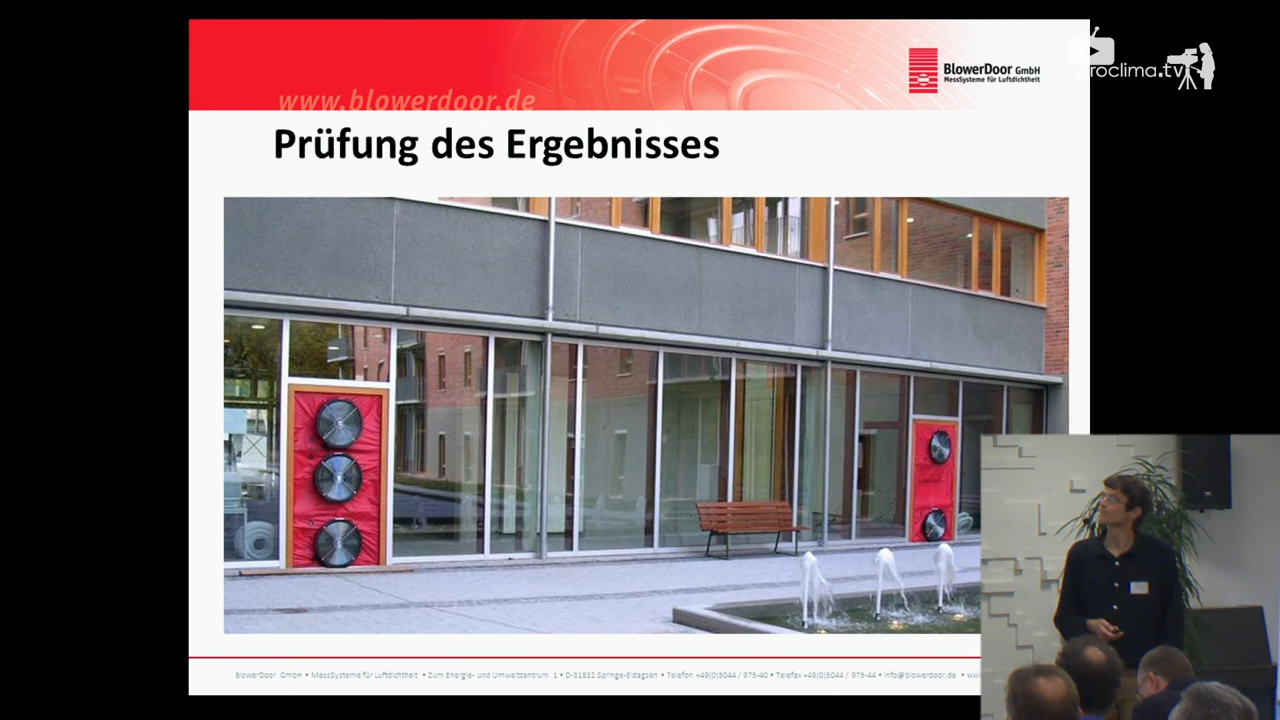 BlowerDoor GmbH
MessSysteme für Luftdichtheit
roclima.tv
www.blowerdoor.de
Prüfung des Ergebnisses
BlowerDoor GmbH • MessSysteme für Luftdichtheit • Zum Energie- und Umweltzentrum 1 • D-31832 Springe-Eldagsen • Telefon +49(0)5044 / 975-40 • Telefax +49(0)5044 / 975-44 • info@blowerdoor.de •